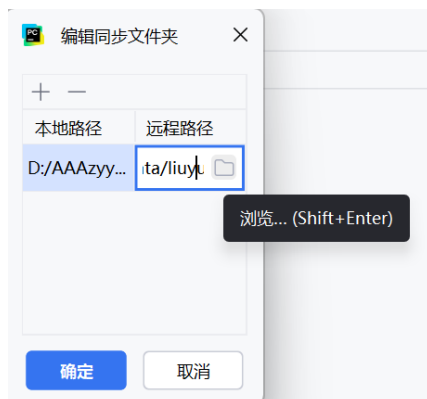 PC
编辑同步文件夹
本地路径 远程路径
D:/AAAzyy... ta/liuyu
浏览... (Shift+Enter)
确定 取消